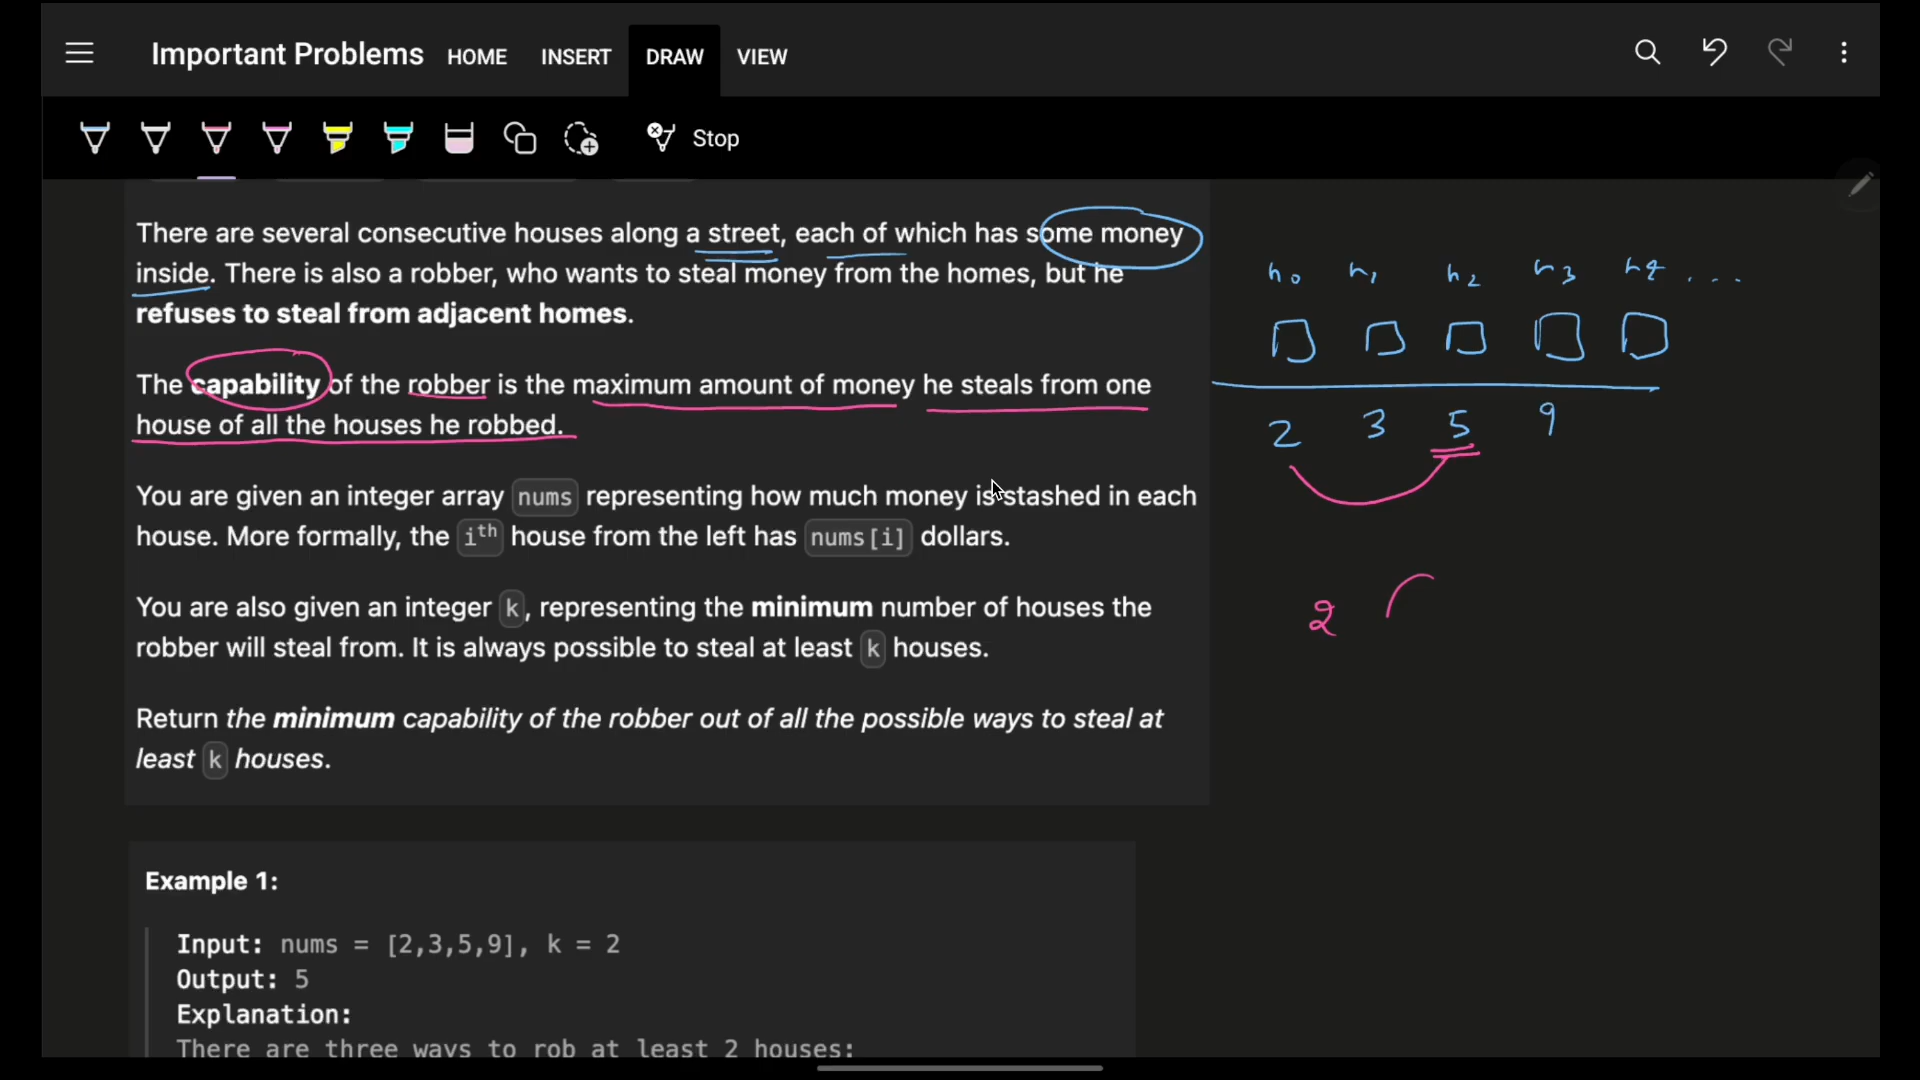 Important Problems HOME INSERT DRAW VIEW
Stop
There are several consecutive houses along a street, each of which has some money
inside. There is also a robber, who wants to steal money from the homes, but he
refuses to steal from adjacent homes.
The capability of the robber is the maximum amount of money he steals from one
house of all the houses he robbed.
You are given an integer array nums representing how much money is stashed in each
house. More formally, the ith house from the left has nums[i] dollars.
You are also given an integer k, representing the minimum number of houses the
robber will steal from. It is always possible to steal at least k houses.
Return the minimum capability of the robber out of all the possible ways to steal at
least k houses.
h0 h1 h2 h3 h4 ....
2 3 5 9
2
Example 1:
Input: nums = [2,3,5,9], k = 2
Output: 5
Explanation:
There are three ways to rob at least 2 houses: